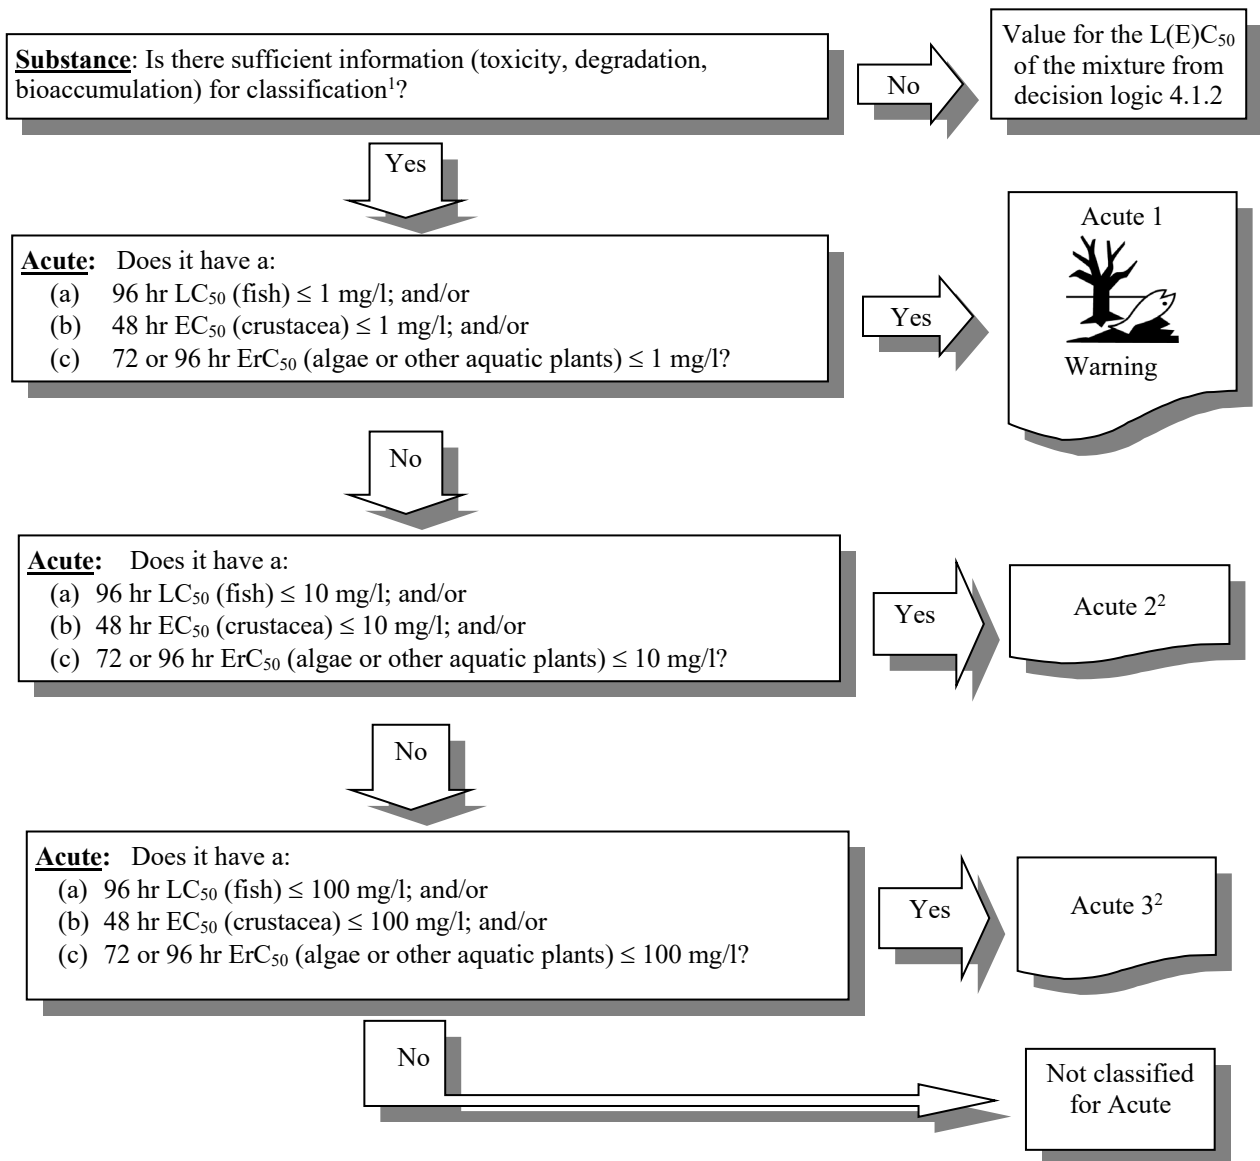 Substance: Is there sufficient information (toxicity, degradation,
bioaccumulation) for classification¹?
No
Value for the L(E)C₅₀
of the mixture from
decision logic 4.1.2
Yes
Acute: Does it have a:
(a) 96 hr LC₅₀ (fish) ≤ 1 mg/l; and/or
(b) 48 hr EC₅₀ (crustacea) ≤ 1 mg/l; and/or
(c) 72 or 96 hr ErC₅₀ (algae or other aquatic plants) ≤ 1 mg/l?
Yes
Acute 1
Warning
No
Acute: Does it have a:
(a) 96 hr LC₅₀ (fish) ≤ 10 mg/l; and/or
(b) 48 hr EC₅₀ (crustacea) ≤ 10 mg/l; and/or
(c) 72 or 96 hr ErC₅₀ (algae or other aquatic plants) ≤ 10 mg/l?
Yes
Acute 2²
No
Acute: Does it have a:
(a) 96 hr LC₅₀ (fish) ≤ 100 mg/l; and/or
(b) 48 hr EC₅₀ (crustacea) ≤ 100 mg/l; and/or
(c) 72 or 96 hr ErC₅₀ (algae or other aquatic plants) ≤ 100 mg/l?
Yes
Acute 3²
No
Not classified
for Acute